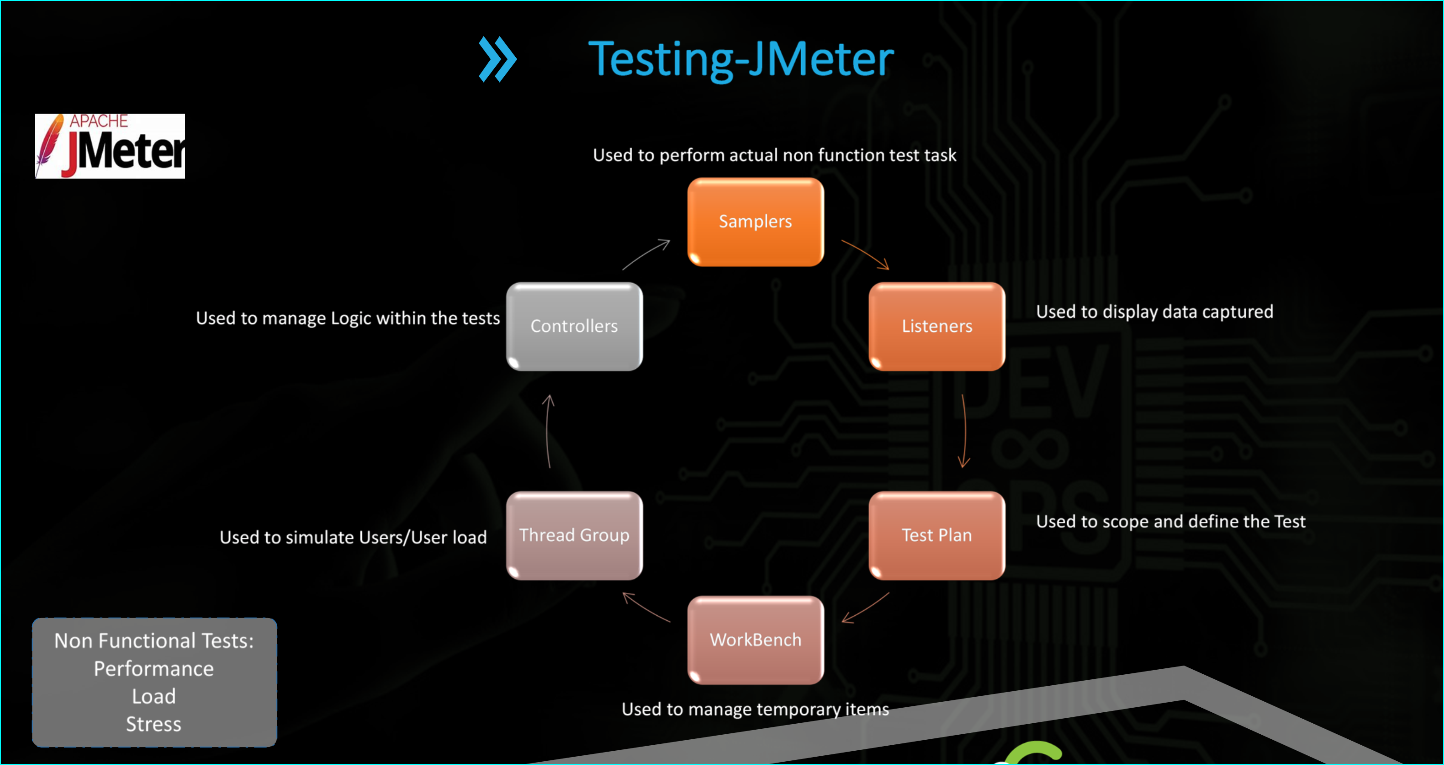 Testing-JMeter
APACHE
JMeter
Used to perform actual non function test task
Samplers
Used to manage Logic within the tests
Controllers
Listeners
Used to display data captured
DEV
OPS
Used to simulate Users/User load
Thread Group
Test Plan
Used to scope and define the Test
WorkBench
Used to manage temporary items
Non Functional Tests:
Performance
Load
Stress